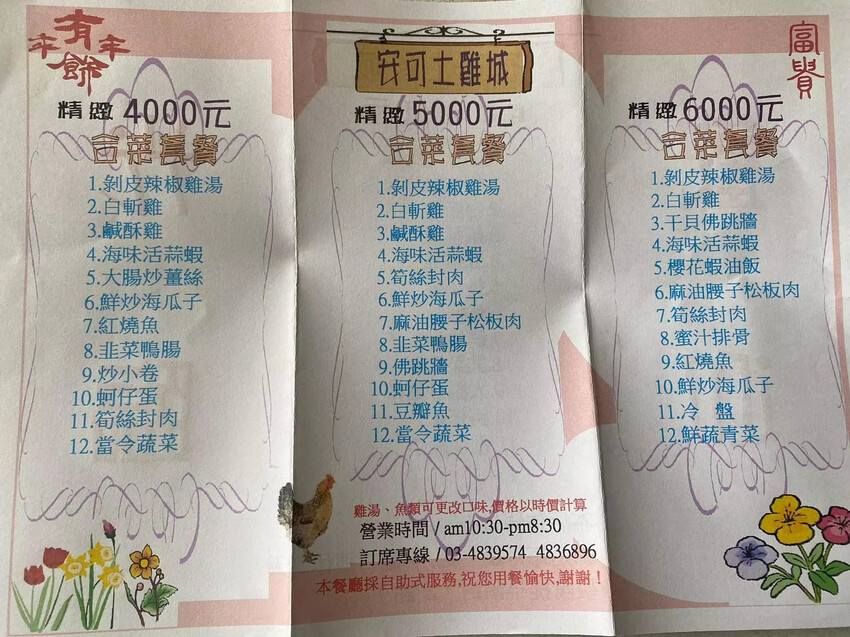 年有年餘
精緻 4000元
合菜套餐
1.剝皮辣椒雞湯
2.白斬雞
3.鹹酥雞
4.海味活蒜蝦
5.大腸炒薑絲
6.鮮炒海瓜子
7.紅燒魚
8.韭菜鴨腸
9.炒小卷
10.蚵仔蛋
11.筍絲封肉
12.當令蔬菜
安可士雞城
精緻 5000元
合菜套餐
1.剝皮辣椒雞湯
2.白斬雞
3.鹹酥雞
4.海味活蒜蝦
5.筍絲封肉
6.鮮炒海瓜子
7.麻油腰子松板肉
8.韭菜鴨腸
9.佛跳牆
10.蚵仔蛋
11.豆瓣魚
12.當令蔬菜
雞湯、魚類可更改口味,價格以時價計算
營業時間 / am10:30-pm8:30
訂席專線 / 03-4839574 4836896
本餐廳採自助式服務,祝您用餐愉快,謝謝！
富貴
精緻 6000元
合菜套餐
1.剝皮辣椒雞湯
2.白斬雞
3.干貝佛跳牆
4.海味活蒜蝦
5.櫻花蝦油飯
6.麻油腰子松板肉
7.筍絲封肉
8.蜜汁排骨
9.紅燒魚
10.鮮炒海瓜子
11.冷 盤
12.鮮蔬青菜